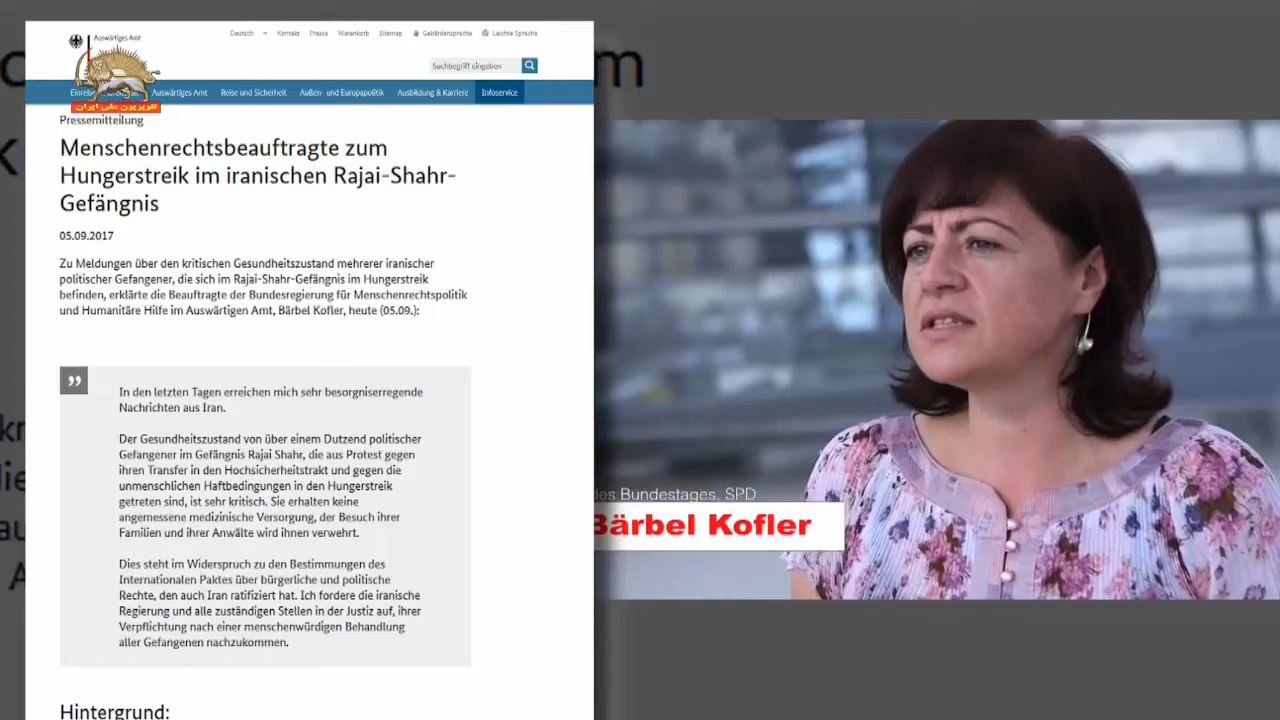 Auswärtiges Amt
Deutsch Kontakt Presse Warenkorb Sitemap Gebärdensprache Leichte Sprache
Suchbegriff eingeben
Auswärtiges Amt Reise und Sicherheit Außen- und Europapolitik Ausbildung & Karriere Infoservice
تلویزیون ملی ایران
Pressemitteilung
Menschenrechtsbeauftragte zum
Hungerstreik im iranischen Rajai-Shahr-
Gefängnis
05.09.2017
Zu Meldungen über den kritischen Gesundheitszustand mehrerer iranischer
politischer Gefangener, die sich im Rajai-Shahr-Gefängnis im Hungerstreik
befinden, erklärte die Beauftragte der Bundesregierung für Menschenrechtspolitik
und Humanitäre Hilfe im Auswärtigen Amt, Bärbel Kofler, heute (05.09.):
In den letzten Tagen erreichen mich sehr besorgniserregende
Nachrichten aus Iran.
Der Gesundheitszustand von über einem Dutzend politischer
Gefangener im Gefängnis Rajai Shahr, die aus Protest gegen
ihren Transfer in den Hochsicherheitstrakt und gegen die
unmenschlichen Haftbedingungen in den Hungerstreik
getreten sind, ist sehr kritisch. Sie erhalten keine
angemessene medizinische Versorgung, der Besuch ihrer
Familien und ihrer Anwälte wird ihnen verwehrt.
Dies steht im Widerspruch zu den Bestimmungen des
Internationalen Paktes über bürgerliche und politische
Rechte, den auch Iran ratifiziert hat. Ich fordere die iranische
Regierung und alle zuständigen Stellen in der Justiz auf, ihrer
Verpflichtung nach einer menschenwürdigen Behandlung
aller Gefangenen nachzukommen.
Hintergrund:
des Bundestages, SPD
Bärbel Kofler